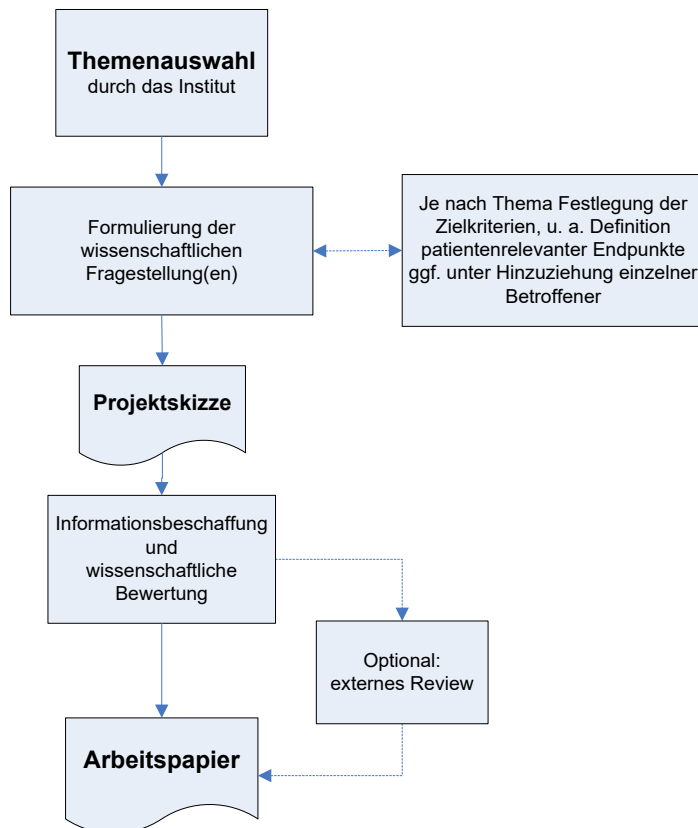 Themenauswahl
durch das Institut
Formulierung der
wissenschaftlichen
Fragestellung(en)
Je nach Thema Festlegung der
Zielkriterien, u. a. Definition
patientenrelevanter Endpunkte
ggf. unter Hinzuziehung einzelner
Betroffener
Projektskizze
Informationsbeschaffung
und
wissenschaftliche
Bewertung
Optional:
externes Review
Arbeitspapier